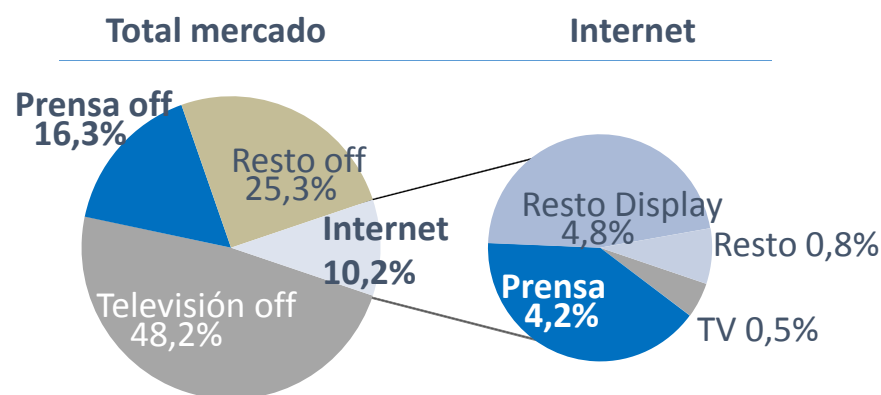 Total mercado
Internet
Prensa off
16,3%
Resto off
25,3%
Internet
10,2%
Televisión off
48,2%
Resto Display
4,8%
Resto 0,8%
Prensa
4,2%
TV 0,5%